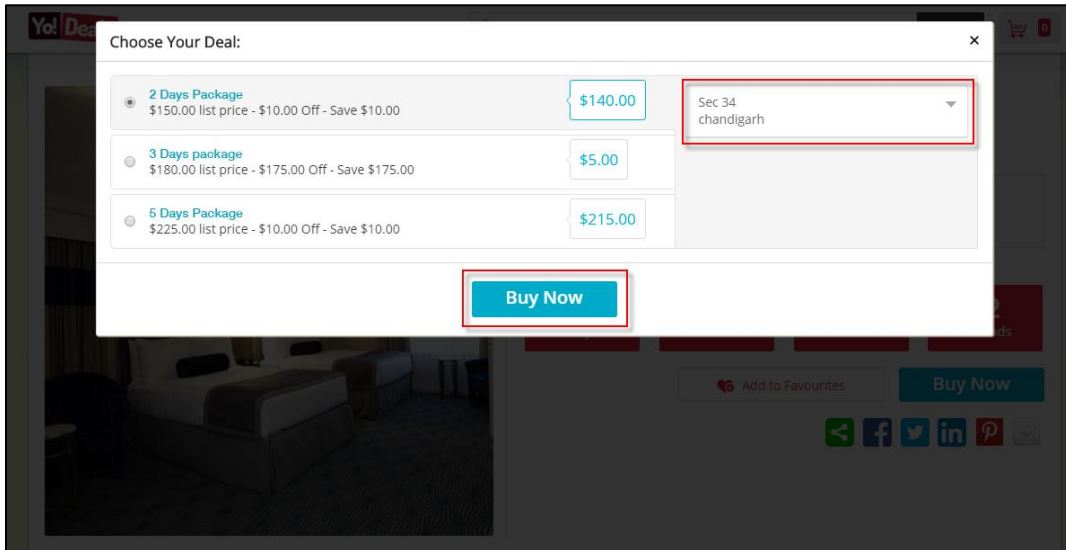 Yo! Dea
0
Choose Your Deal:
×
2 Days Package
$150.00 list price - $10.00 Off - Save $10.00
$140.00
3 Days package
$180.00 list price - $175.00 Off - Save $175.00
$5.00
5 Days Package
$225.00 list price - $10.00 Off - Save $10.00
$215.00
Sec 34
chandigarh
Buy Now
Add to Favourites
Buy Now